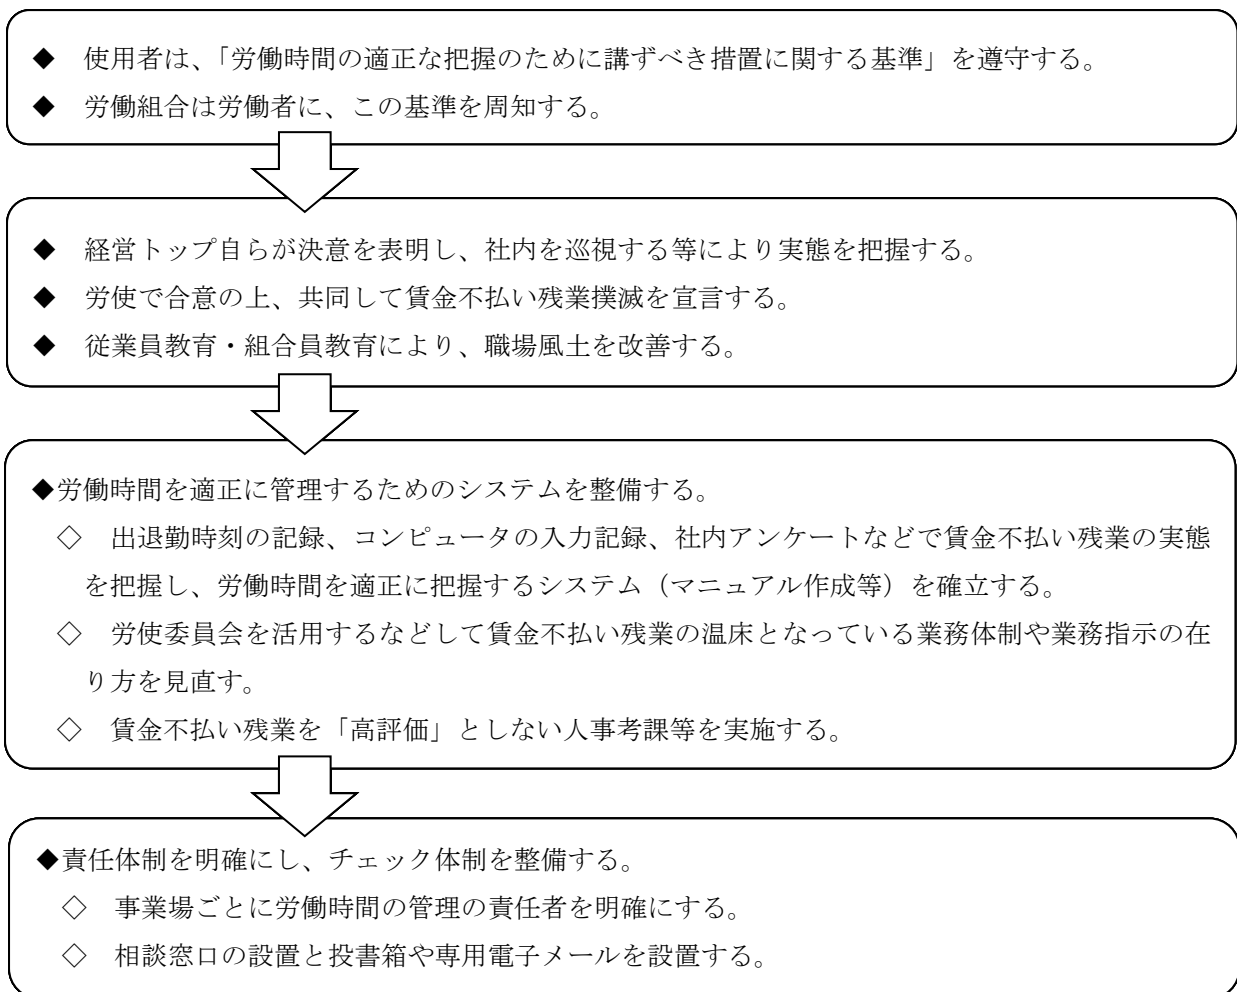 ◆ 使用者は、「労働時間の適正な把握のために講ずべき措置に関する基準」を遵守する。
◆ 労働組合は労働者に、この基準を周知する。
◆ 経営トップ自らが決意を表明し、社内を巡視する等により実態を把握する。
◆ 労使で合意の上、共同して賃金不払い残業撲滅を宣言する。
◆ 従業員教育・組合員教育により、職場風土を改善する。
◆労働時間を適正に管理するためのシステムを整備する。
◇ 出退勤時刻の記録、コンピュータの入力記録、社内アンケートなどで賃金不払い残業の実態
を把握し、労働時間を適正に把握するシステム（マニュアル作成等）を確立する。
◇ 労使委員会を活用するなどして賃金不払い残業の温床となっている業務体制や業務指示の在
り方を見直す。
◇ 賃金不払い残業を「高評価」としない人事考課等を実施する。
◆責任体制を明確にし、チェック体制を整備する。
◇ 事業場ごとに労働時間の管理の責任者を明確にする。
◇ 相談窓口の設置と投書箱や専用電子メールを設置する。